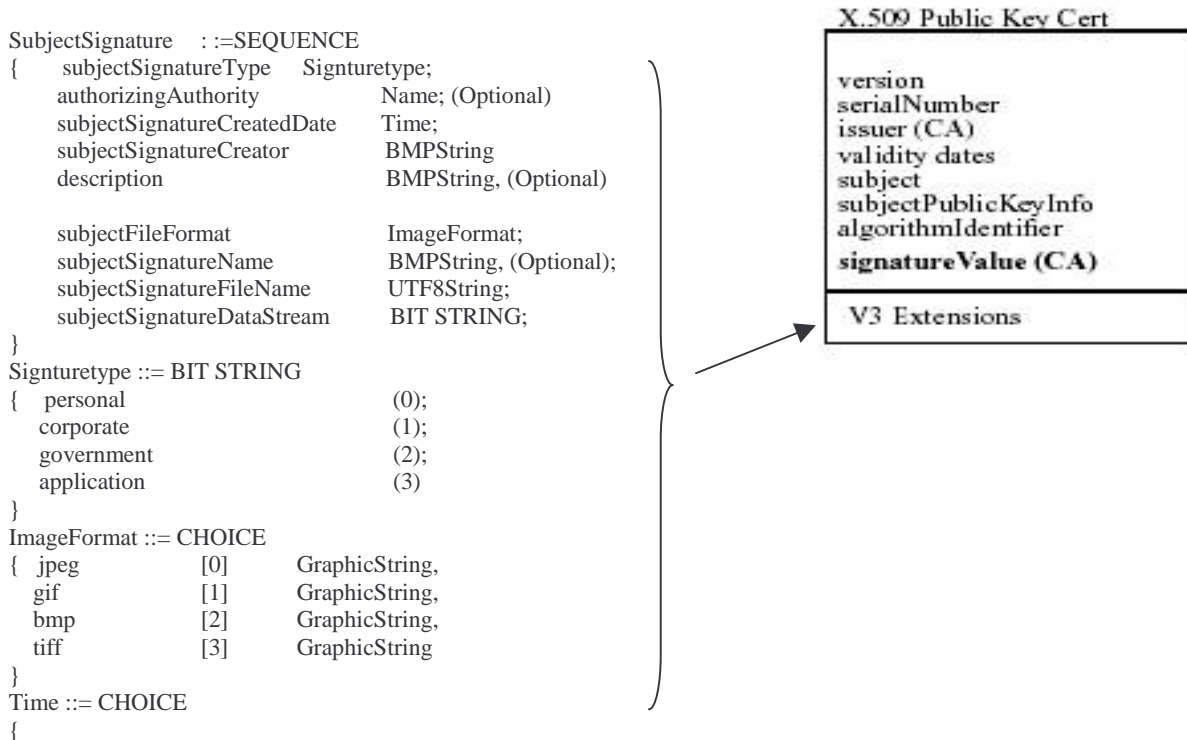 SubjectSignature : :=SEQUENCE
{ subjectSignatureType Signturetype;
authorizingAuthority Name; (Optional)
subjectSignatureCreatedDate Time;
subjectSignatureCreator BMPString
description BMPString, (Optional)
subjectFileFormat ImageFormat;
subjectSignatureName BMPString, (Optional);
subjectSignatureFileName UTF8String;
subjectSignatureDataStream BIT STRING;
}
Signturetype ::= BIT STRING
{ personal (0);
corporate (1);
government (2);
application (3)
}
ImageFormat ::= CHOICE
{ jpeg [0] GraphicString,
gif [1] GraphicString,
bmp [2] GraphicString,
tiff [3] GraphicString
}
Time ::= CHOICE
{
X.509 Public Key Cert
version
serialNumber
issuer (CA)
validity dates
subject
subjectPublicKeyInfo
algorithmIdentifier
signatureValue (CA)
V3 Extensions